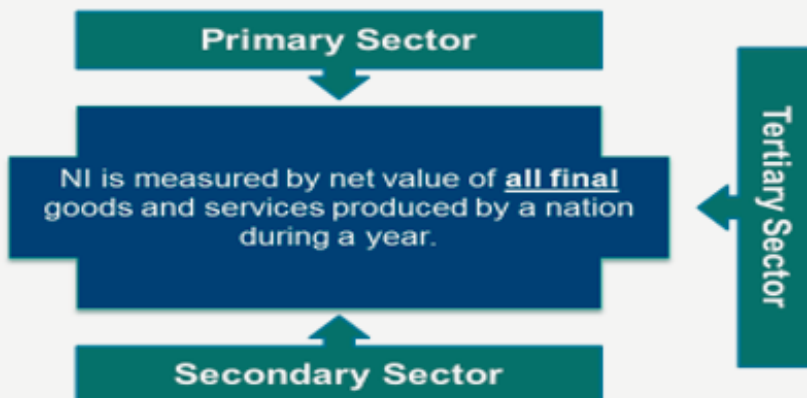 Primary Sector
NI is measured by net value of all final
goods and services produced by a nation
during a year.
Tertiary Sector
Secondary Sector